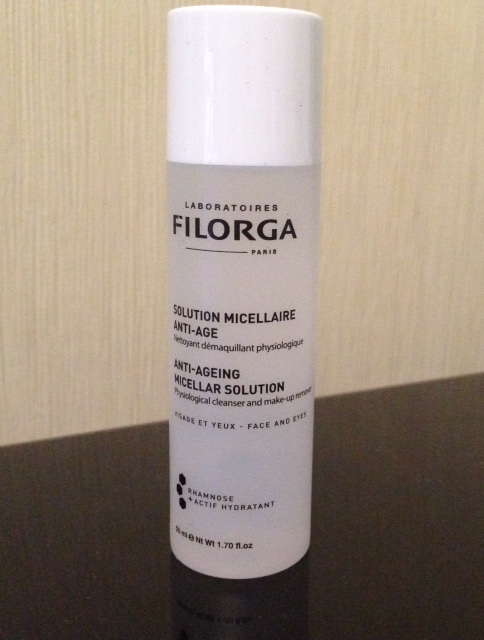 LABORATOIRES
FILORGA
PARIS
SOLUTION MICELLAIRE
ANTI-AGE
Nettoyant démaquillant physiologique
ANTI-AGEING
MICELLAR SOLUTION
Physiological cleanser and make-up remover
VISAGE ET YEUX - FACE AND EYES
RHAMNOSE
+ ACTIF HYDRATANT
50 ml ℮ Nt Wt 1.70 fl.oz